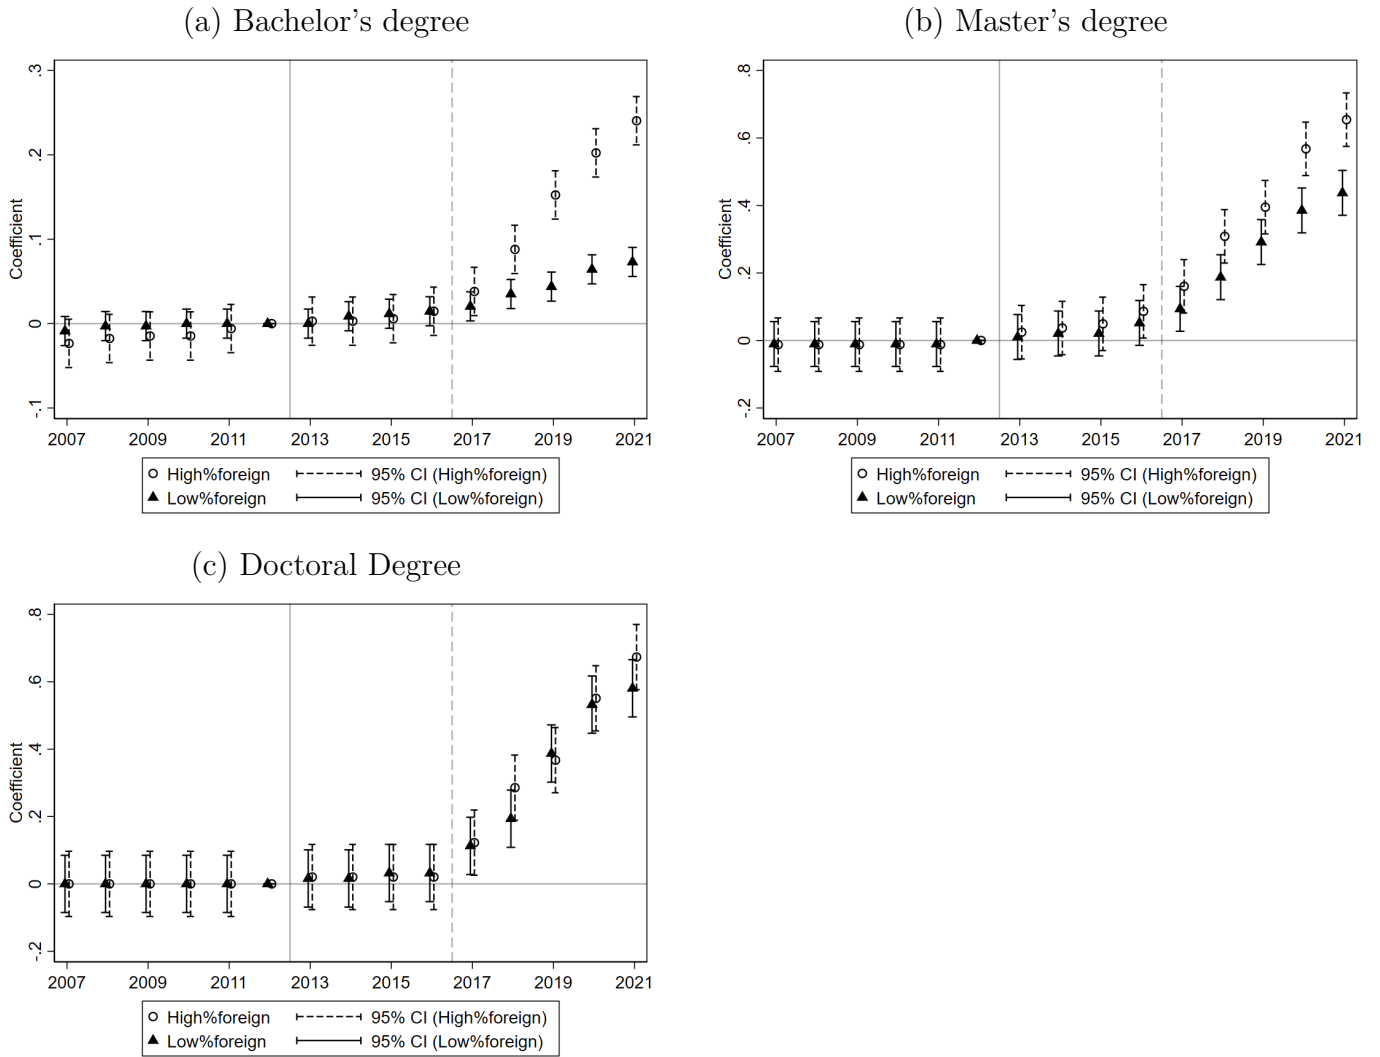 (a) Bachelor's degree
Coefficient
.3
.2
.1
0
-.1
2007 2009 2011 2013 2015 2017 2019 2021
High%foreign 95% CI (High%foreign)
Low%foreign 95% CI (Low%foreign)
(b) Master's degree
Coefficient
.8
.6
.4
.2
0
-.2
2007 2009 2011 2013 2015 2017 2019 2021
High%foreign 95% CI (High%foreign)
Low%foreign 95% CI (Low%foreign)
(c) Doctoral Degree
Coefficient
.8
.6
.4
.2
0
-.2
2007 2009 2011 2013 2015 2017 2019 2021
High%foreign 95% CI (High%foreign)
Low%foreign 95% CI (Low%foreign)